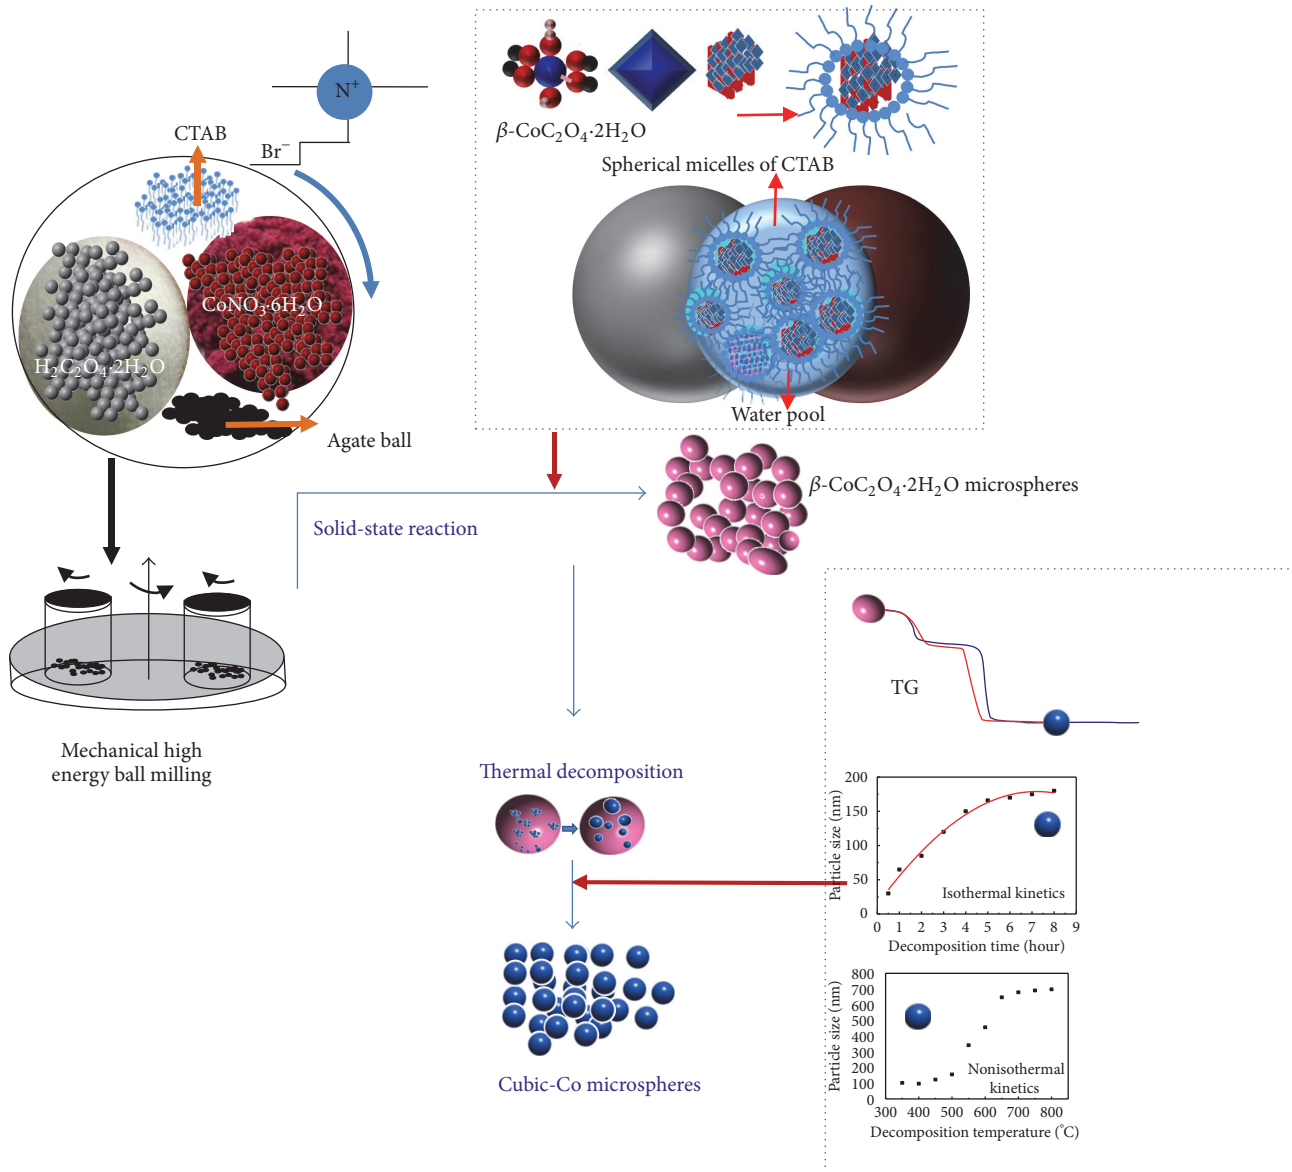 N⁺
CTAB
Br⁻
CoNO₃·6H₂O
H₂C₂O₄·2H₂O
Agate ball
β-CoC₂O₄·2H₂O
Spherical micelles of CTAB
Water pool
β-CoC₂O₄·2H₂O microspheres
Solid-state reaction
Mechanical high
energy ball milling
TG
Thermal decomposition
200
150
100
50
0
Particle size (nm)
Isothermal kinetics
0 1 2 3 4 5 6 7 8 9
Decomposition time (hour)
800
700
600
500
400
300
200
100
0
Particle size (nm)
Nonisothermal
kinetics
300 400 500 600 700 800
Decomposition temperature (°C)
Cubic-Co microspheres